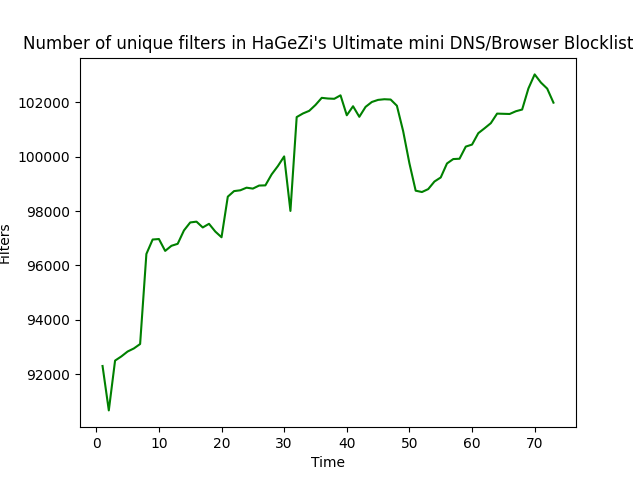 Number of unique filters in HaGeZi's Ultimate mini DNS/Browser Blocklist
102000
100000
98000
96000
94000
92000
Filters
0 10 20 30 40 50 60 70
Time